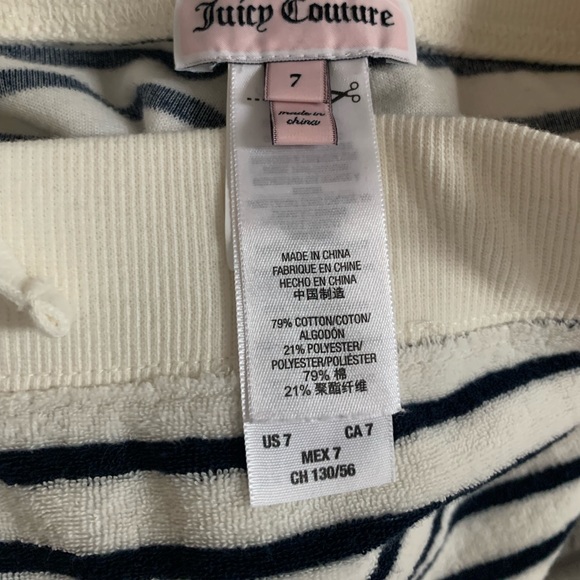 Juicy Couture
7
made in
china
MADE IN CHINA
FABRIQUE EN CHINE
HECHO EN CHINA
中国制造
79% COTTON/COTON/
ALGODÓN
21% POLYESTER/
POLYESTER/POLIÉSTER
79% 棉
21% 聚酯纤维
US 7 CA 7
MEX 7
CH 130/56